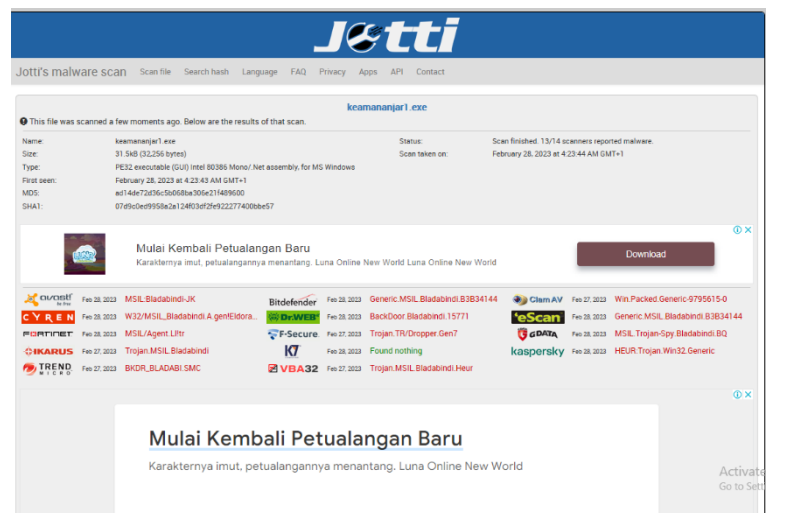 Jotti
Jotti's malware scan Scan file Search hash Language FAQ Privacy Apps API Contact
keamananjar1.exe
This file was scanned a few moments ago. Below are the results of that scan.
Name: keamananjar1.exe Status: Scan finished. 13/14 scanners reported malware.
Size: 31.5kB (32,256 bytes) Scan taken on: February 28, 2023 at 4:23:44 AM GMT+1
Type: PE32 executable (GUI) Intel 80386 Mono/.Net assembly, for MS Windows
First seen: February 28, 2023 at 4:23:43 AM GMT+1
MD5: ad14de72d36c5b068ba306e21f489600
SHA1: 07d9c0ed9958a2a124f03df2fe922277400bbe57
Mulai Kembali Petualangan Baru
Karakternya imut, petualangannya menantang. Luna Online New World Luna Online New World
Download
avast! Feb 28, 2023 MSIL:Bladabindi-JK Bitdefender Feb 28, 2023 Generic.MSIL.Bladabindi.B3B34144 ClamAV Feb 27, 2023 Win.Packed.Generic-9795615-0
CYREN Feb 28, 2023 W32/MSIL_Bladabindi.A.gen!Eldora... Dr.WEB Feb 28, 2023 BackDoor.Bladabindi.15771 eScan Feb 28, 2023 Generic.MSIL.Bladabindi.B3B34144
FORTINET Feb 28, 2023 MSIL/Agent.LI!tr F-Secure Feb 27, 2023 Trojan.TR/Dropper.Gen7 G DATA Feb 28, 2023 MSIL.Trojan-Spy.Bladabindi.BQ
IKARUS Feb 27, 2023 Trojan.MSIL.Bladabindi K7 Feb 28, 2023 Found nothing kaspersky Feb 28, 2023 HEUR:Trojan.Win32.Generic
TREND MICRO Feb 27, 2023 BKDR_BLADABI.SMC VBA32 Feb 27, 2023 Trojan.MSIL.Bladabindi.Heur
Mulai Kembali Petualangan Baru
Karakternya imut, petualangannya menantang. Luna Online New World
Activate
Go to Sett